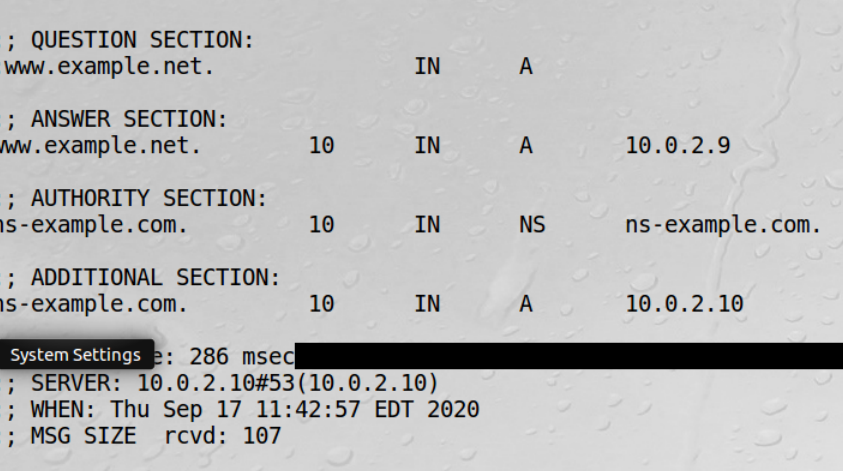 ; QUESTION SECTION:
www.example.net. IN A
; ANSWER SECTION:
www.example.net. 10 IN A 10.0.2.9
; AUTHORITY SECTION:
ns-example.com. 10 IN NS ns-example.com.
; ADDITIONAL SECTION:
ns-example.com. 10 IN A 10.0.2.10
System Settings e: 286 msec
; SERVER: 10.0.2.10#53(10.0.2.10)
; WHEN: Thu Sep 17 11:42:57 EDT 2020
; MSG SIZE rcvd: 107